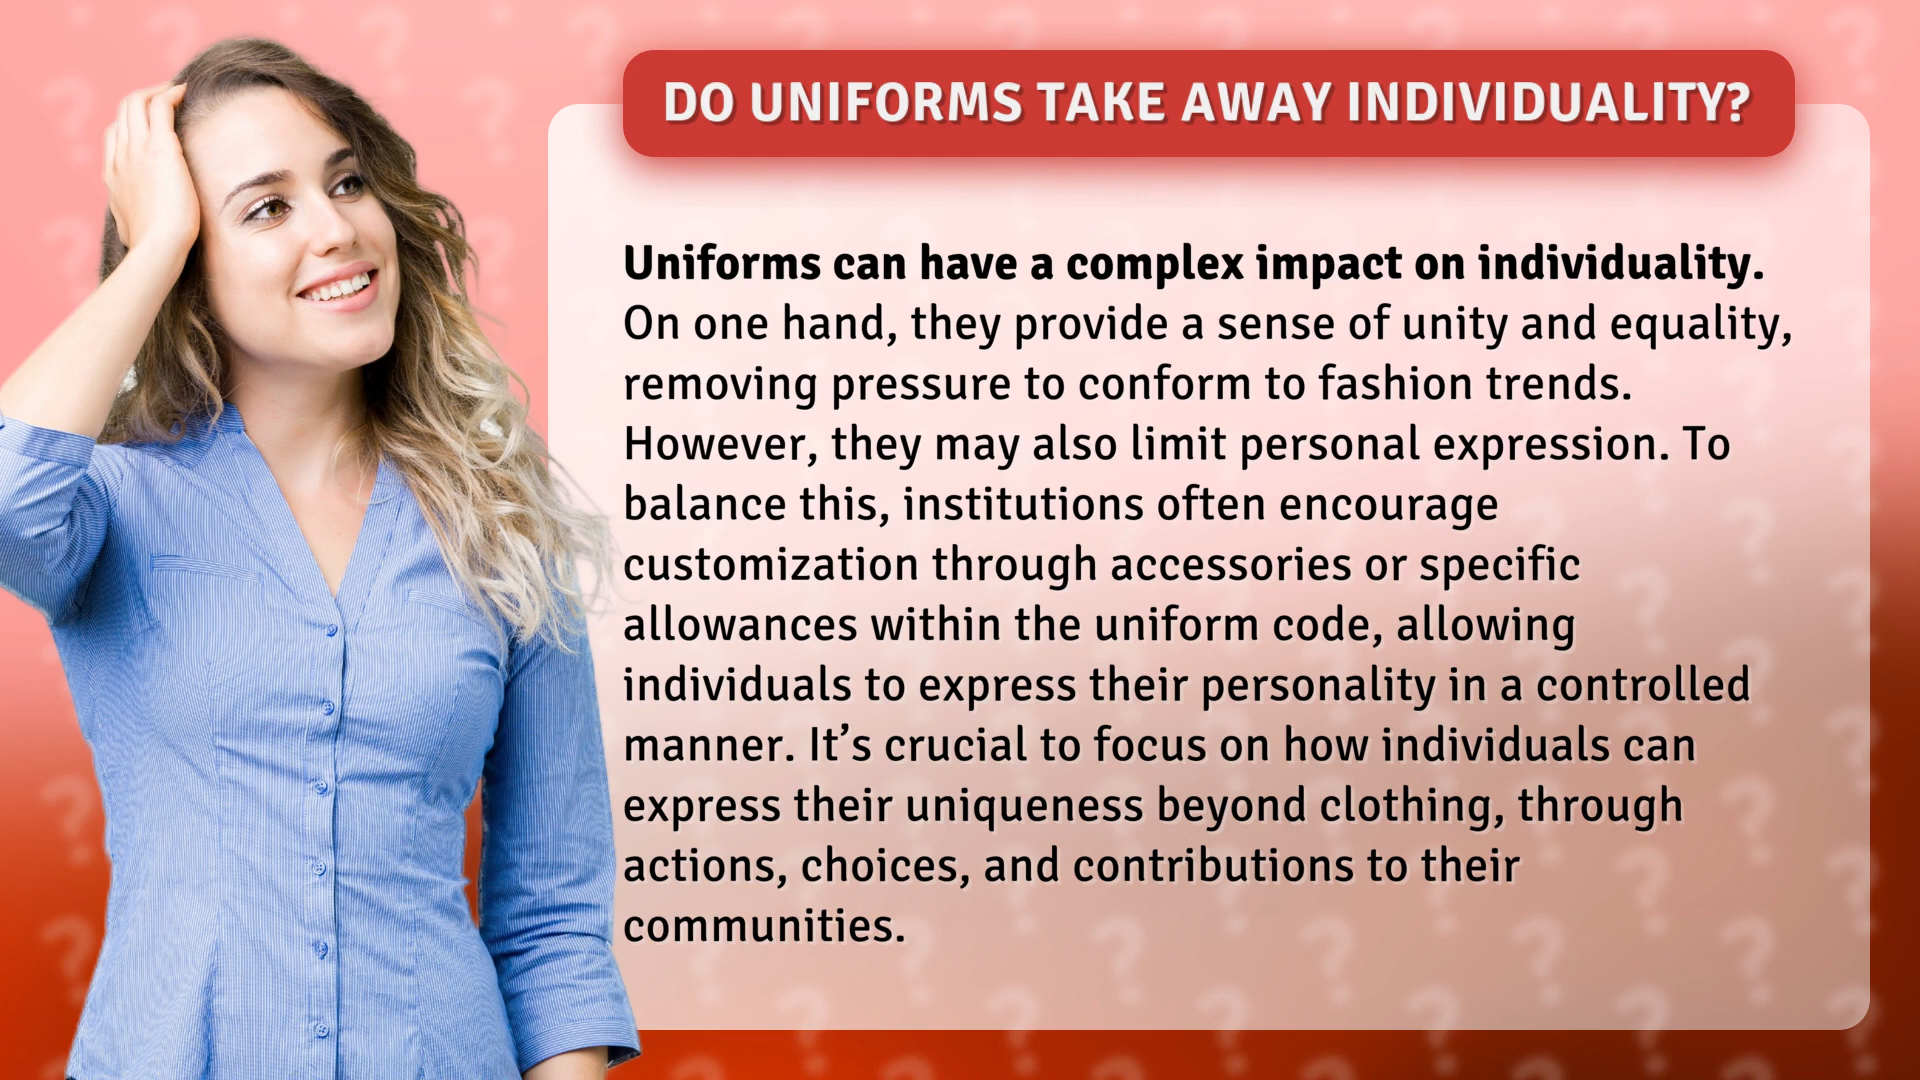 DO UNIFORMS TAKE AWAY INDIVIDUALITY?
Uniforms can have a complex impact on individuality.
On one hand, they provide a sense of unity and equality,
removing pressure to conform to fashion trends.
However, they may also limit personal expression. To
balance this, institutions often encourage
customization through accessories or specific
allowances within the uniform code, allowing
individuals to express their personality in a controlled
manner. It’s crucial to focus on how individuals can
express their uniqueness beyond clothing, through
actions, choices, and contributions to their
communities.